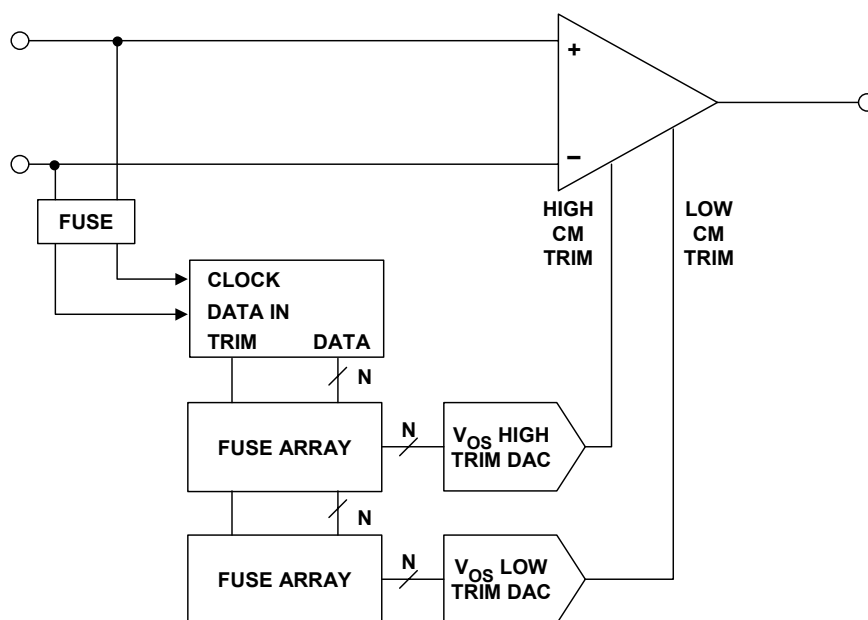 +
−
HIGH
CM
TRIM
LOW
CM
TRIM
FUSE
CLOCK
DATA IN
TRIM DATA
N
FUSE ARRAY
N
VOS HIGH
TRIM DAC
N
FUSE ARRAY
N
VOS LOW
TRIM DAC